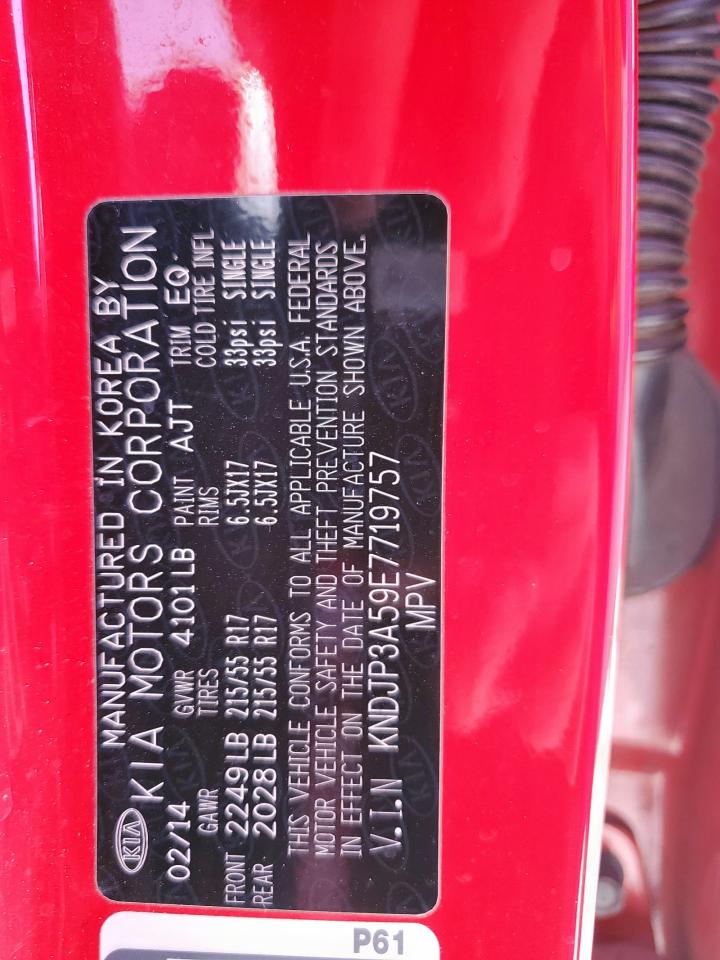 MANUFACTURED IN KOREA BY
KIA KIA MOTORS CORPORATION
02/14 GVWR 4101LB PAINT AJT TRIM EQ
GAWR TIRES RIMS COLD TIRE INFL
FRONT 2249LB 215/55 R17 6.5JX17 33psi SINGLE
REAR 2028LB 215/55 R17 6.5JX17 33psi SINGLE
THIS VEHICLE CONFORMS TO ALL APPLICABLE U.S.A. FEDERAL
MOTOR VEHICLE SAFETY AND THEFT PREVENTION STANDARDS
IN EFFECT ON THE DATE OF MANUFACTURE SHOWN ABOVE.
V.I.N KNDJP3A59E7719757
MPV
P61